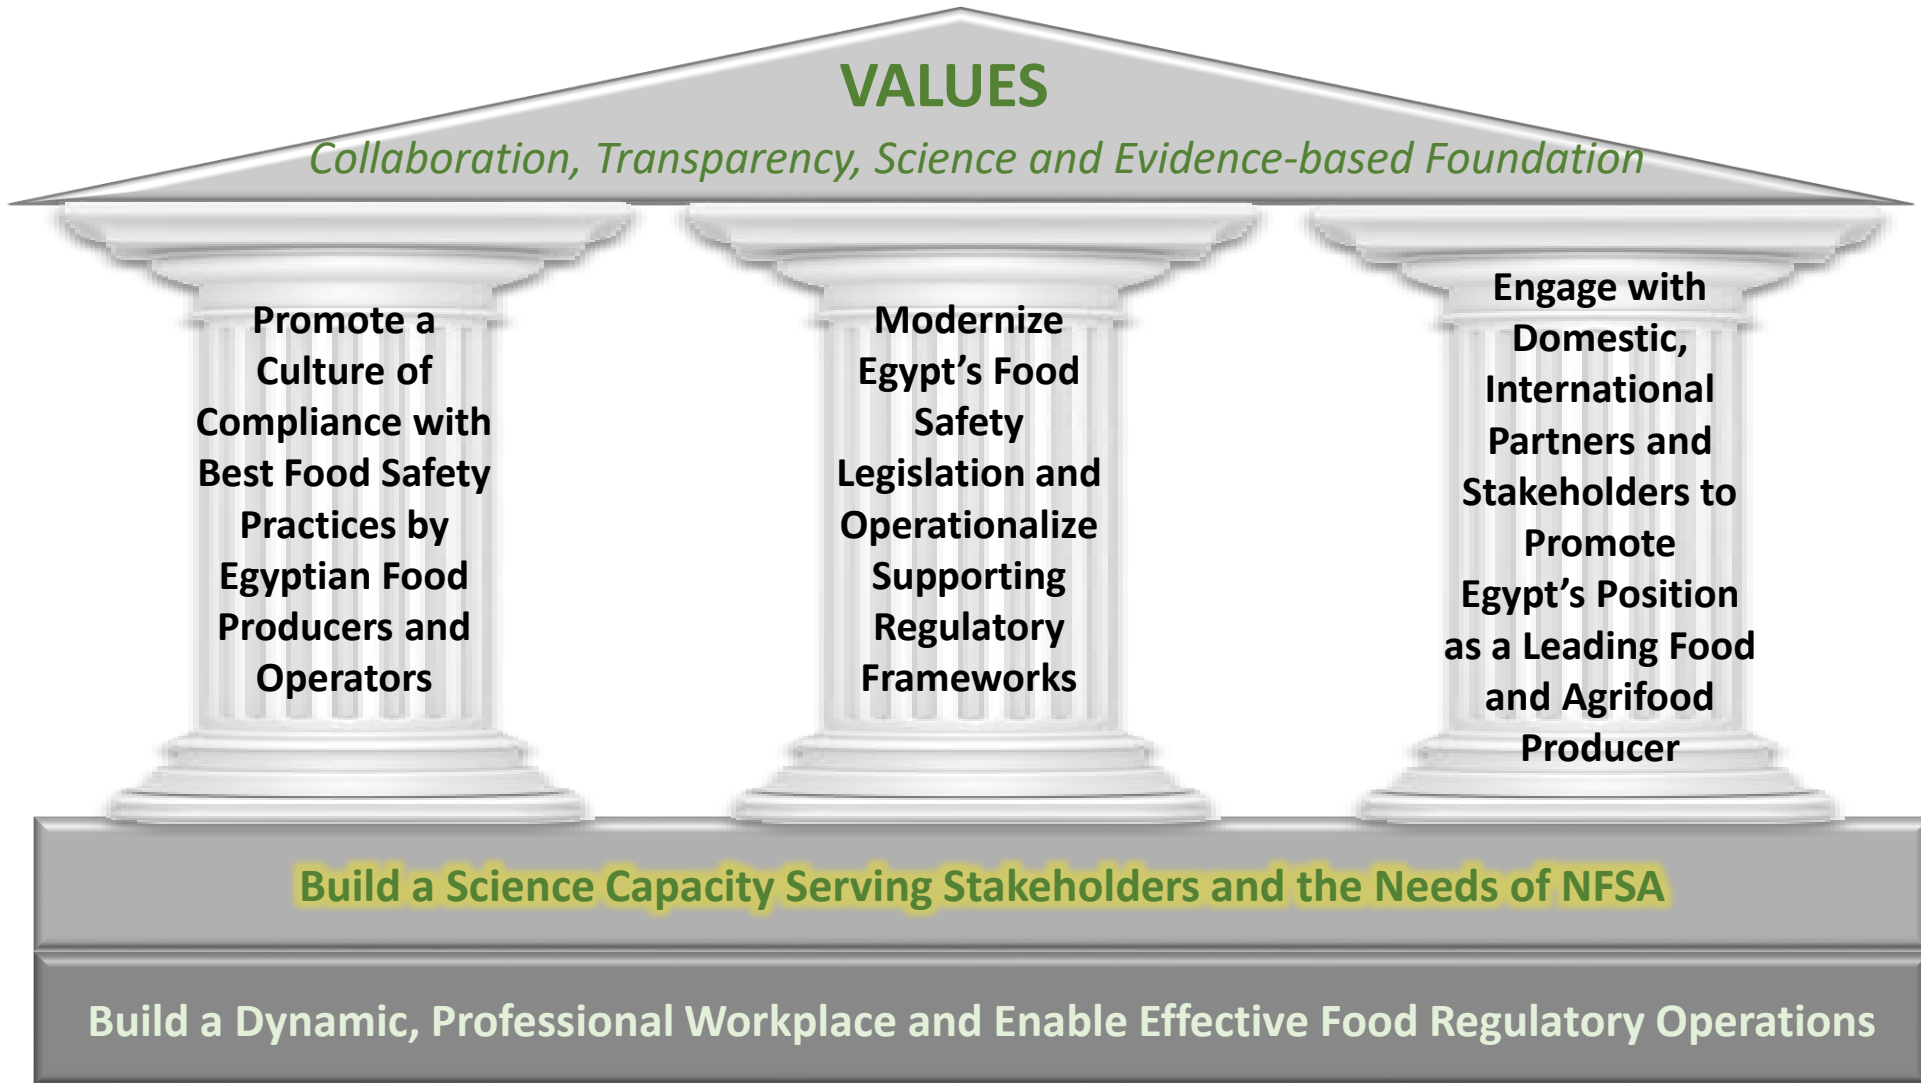 VALUES
Collaboration, Transparency, Science and Evidence-based Foundation
Promote a
Culture of
Compliance with
Best Food Safety
Practices by
Egyptian Food
Producers and
Operators
Modernize
Egypt’s Food
Safety
Legislation and
Operationalize
Supporting
Regulatory
Frameworks
Engage with
Domestic,
International
Partners and
Stakeholders to
Promote
Egypt’s Position
as a Leading Food
and Agrifood
Producer
Build a Science Capacity Serving Stakeholders and the Needs of NFSA
Build a Dynamic, Professional Workplace and Enable Effective Food Regulatory Operations